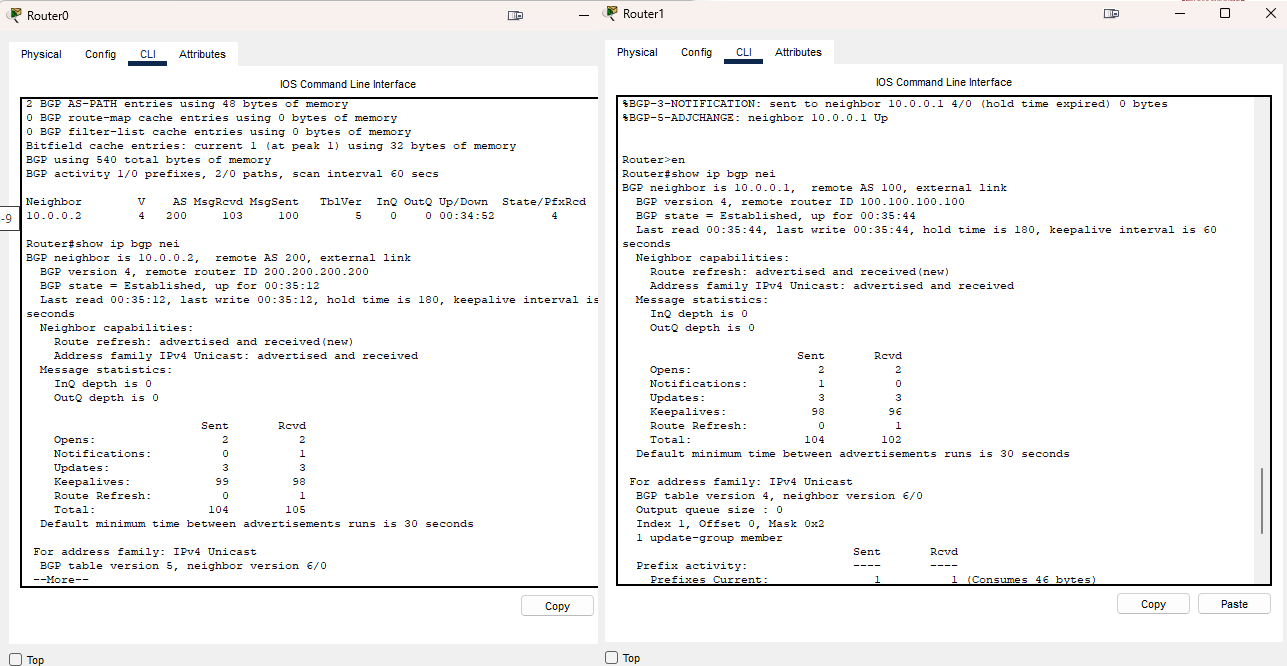 Router0
Physical Config CLI Attributes
IOS Command Line Interface
2 BGP AS-PATH entries using 48 bytes of memory
0 BGP route-map cache entries using 0 bytes of memory
0 BGP filter-list cache entries using 0 bytes of memory
Bitfield cache entries: current 1 (at peak 1) using 32 bytes of memory
BGP using 540 total bytes of memory
BGP activity 1/0 prefixes, 2/0 paths, scan interval 60 secs
Neighbor V AS MsgRcvd MsgSent TblVer InQ OutQ Up/Down State/PfxRcd
10.0.0.2 4 200 103 100 5 0 0 00:34:52 4
-9
Router#show ip bgp nei
BGP neighbor is 10.0.0.2, remote AS 200, external link
BGP version 4, remote router ID 200.200.200.200
BGP state = Established, up for 00:35:12
Last read 00:35:12, last write 00:35:12, hold time is 180, keepalive interval is
seconds
Neighbor capabilities:
Route refresh: advertised and received(new)
Address family IPv4 Unicast: advertised and received
Message statistics:
InQ depth is 0
OutQ depth is 0
Sent Rcvd
Opens: 2 2
Notifications: 0 1
Updates: 3 3
Keepalives: 99 98
Route Refresh: 0 1
Total: 104 105
Default minimum time between advertisements runs is 30 seconds
For address family: IPv4 Unicast
BGP table version 5, neighbor version 6/0
--More--
Copy
Top
Router1
Physical Config CLI Attributes
IOS Command Line Interface
%BGP-3-NOTIFICATION: sent to neighbor 10.0.0.1 4/0 (hold time expired) 0 bytes
%BGP-5-ADJCHANGE: neighbor 10.0.0.1 Up
Router>en
Router#show ip bgp nei
BGP neighbor is 10.0.0.1, remote AS 100, external link
BGP version 4, remote router ID 100.100.100.100
BGP state = Established, up for 00:35:44
Last read 00:35:44, last write 00:35:44, hold time is 180, keepalive interval is 60
seconds
Neighbor capabilities:
Route refresh: advertised and received(new)
Address family IPv4 Unicast: advertised and received
Message statistics:
InQ depth is 0
OutQ depth is 0
Sent Rcvd
Opens: 2 2
Notifications: 1 0
Updates: 3 3
Keepalives: 98 96
Route Refresh: 0 1
Total: 104 102
Default minimum time between advertisements runs is 30 seconds
For address family: IPv4 Unicast
BGP table version 4, neighbor version 6/0
Output queue size : 0
Index 1, Offset 0, Mask 0x2
1 update-group member
Sent Rcvd
Prefix activity: ---- ----
Prefixes Current: 1 1 (Consumes 46 bytes)
Copy Paste
Top